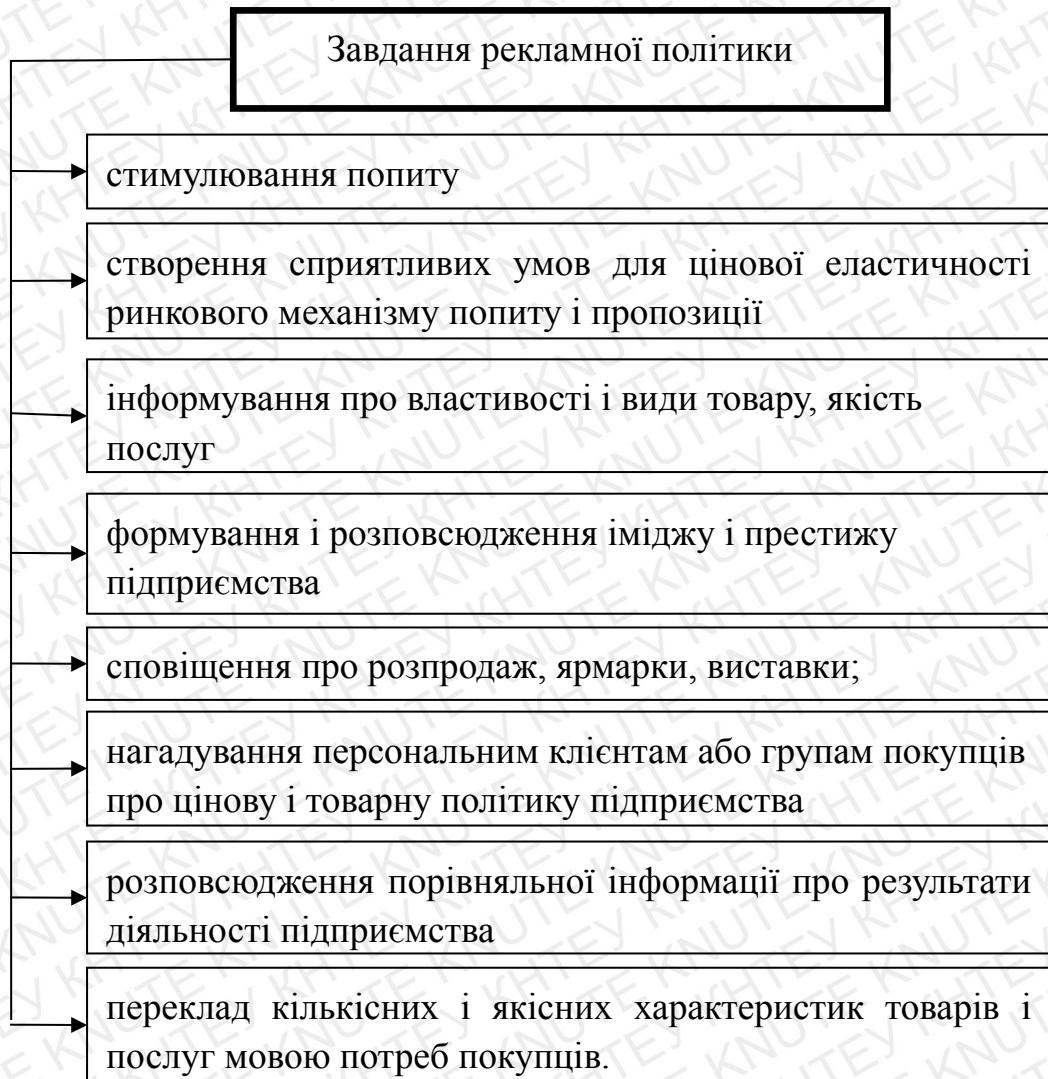 Завдання рекламної політики
стимулювання попиту
створення сприятливих умов для цінової еластичності
ринкового механізму попиту і пропозиції
інформування про властивості і види товару, якість
послуг
формування і розповсюдження іміджу і престижу
підприємства
сповіщення про розпродаж, ярмарки, виставки;
нагадування персональним клієнтам або групам покупців
про цінову і товарну політику підприємства
розповсюдження порівняльної інформації про результати
діяльності підприємства
переклад кількісних і якісних характеристик товарів і
послуг мовою потреб покупців.